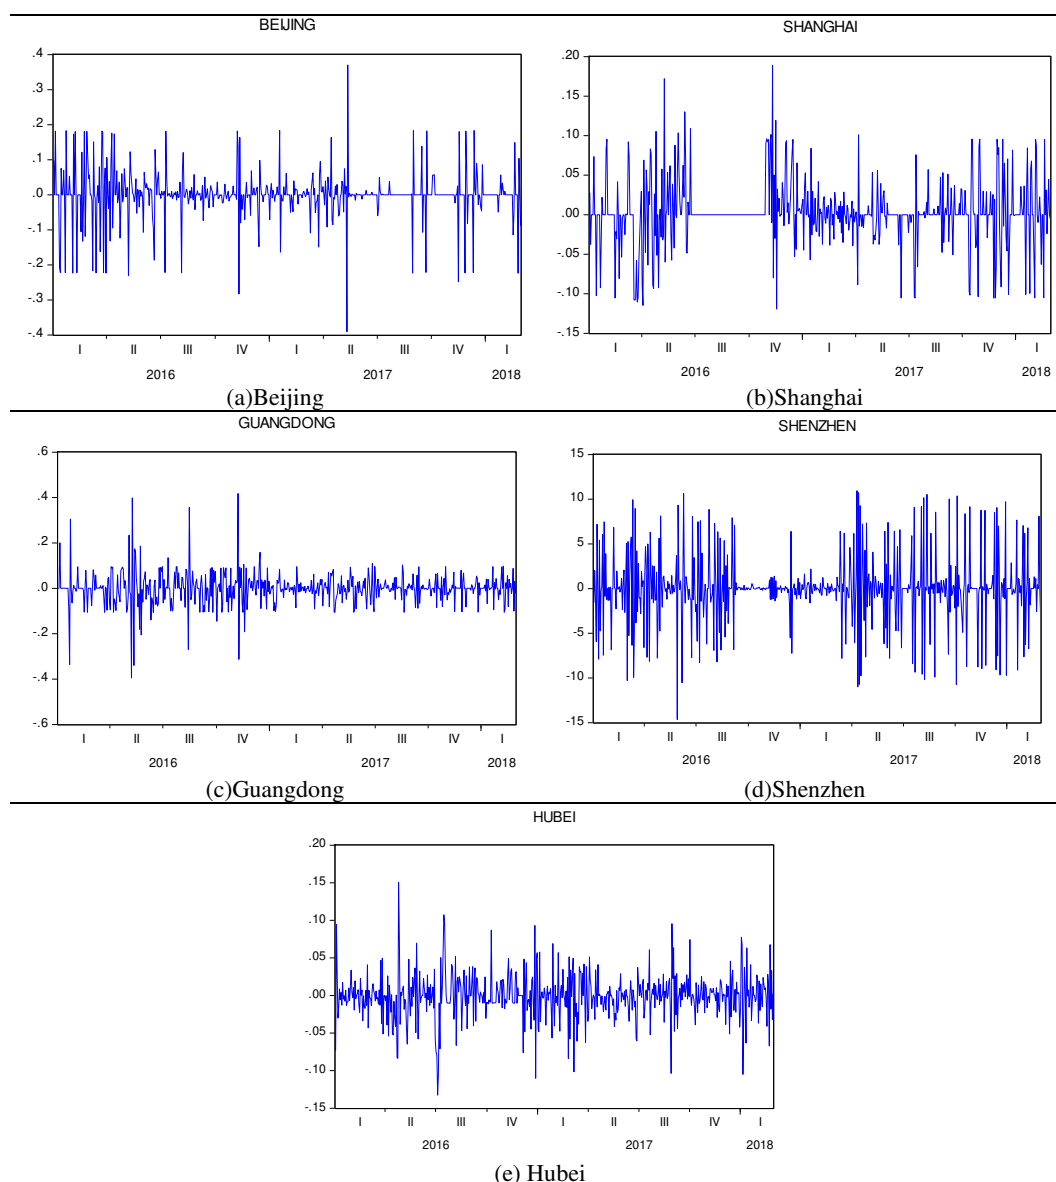 BEIJING
.4
.3
.2
.1
.0
-.1
-.2
-.3
-.4
I II III IV I II III IV I
2016 2017 2018
(a)Beijing
SHANGHAI
.20
.15
.10
.05
.00
-.05
-.10
-.15
I II III IV I II III IV I
2016 2017 2018
(b)Shanghai
GUANGDONG
.6
.4
.2
.0
-.2
-.4
-.6
I II III IV I II III IV I
2016 2017 2018
(c)Guangdong
SHENZHEN
15
10
5
0
-5
-10
-15
I II III IV I II III IV I
2016 2017 2018
(d)Shenzhen
HUBEI
.20
.15
.10
.05
.00
-.05
-.10
-.15
I II III IV I II III IV I
2016 2017 2018
(e) Hubei